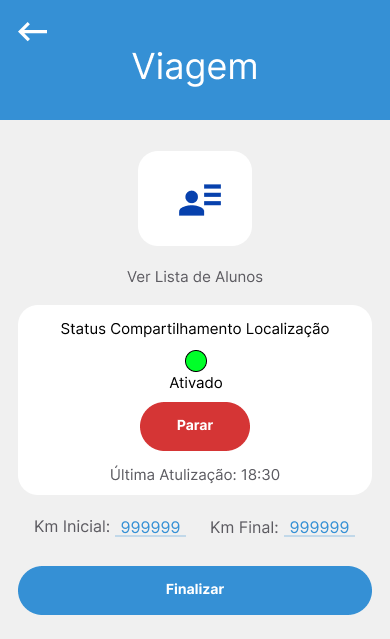 Viagem
Ver Lista de Alunos
Status Compartilhamento Localização
Ativado
Parar
Última Atulização: 18:30
Km Inicial: 999999 Km Final: 999999
Finalizar